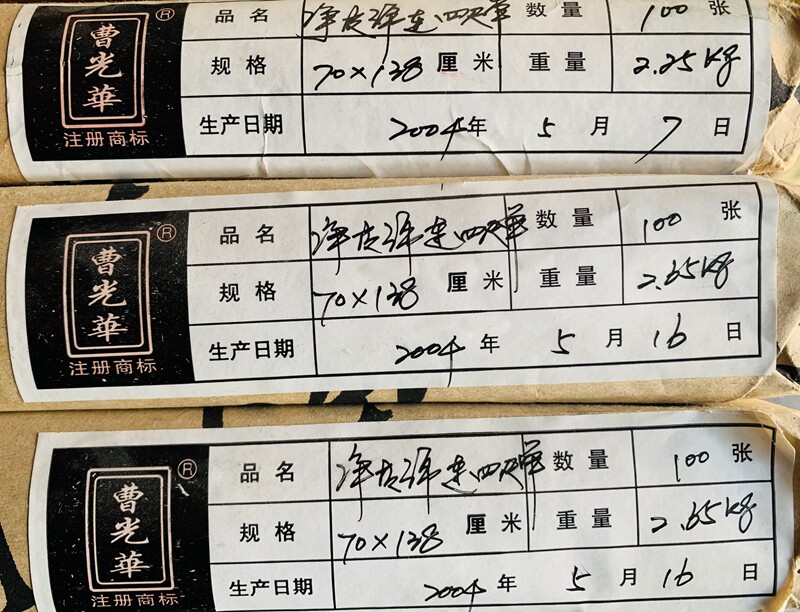 曹光華
®
注册商标
品名 净皮绵连四尺单 数量 100 张
规格 70×138 厘米 重量 2.25Kg
生产日期 2004年 5 月 7 日
曹光華
®
注册商标
品名 净皮绵连四尺单 数量 100 张
规格 70×138 厘米 重量 2.65Kg
生产日期 2004 年 5 月 16 日
曹光華
®
注册商标
品名 净皮绵连四尺单 数量 100 张
规格 70×138 厘米 重量 2.65Kg
生产日期 2004 年 5 月 16 日